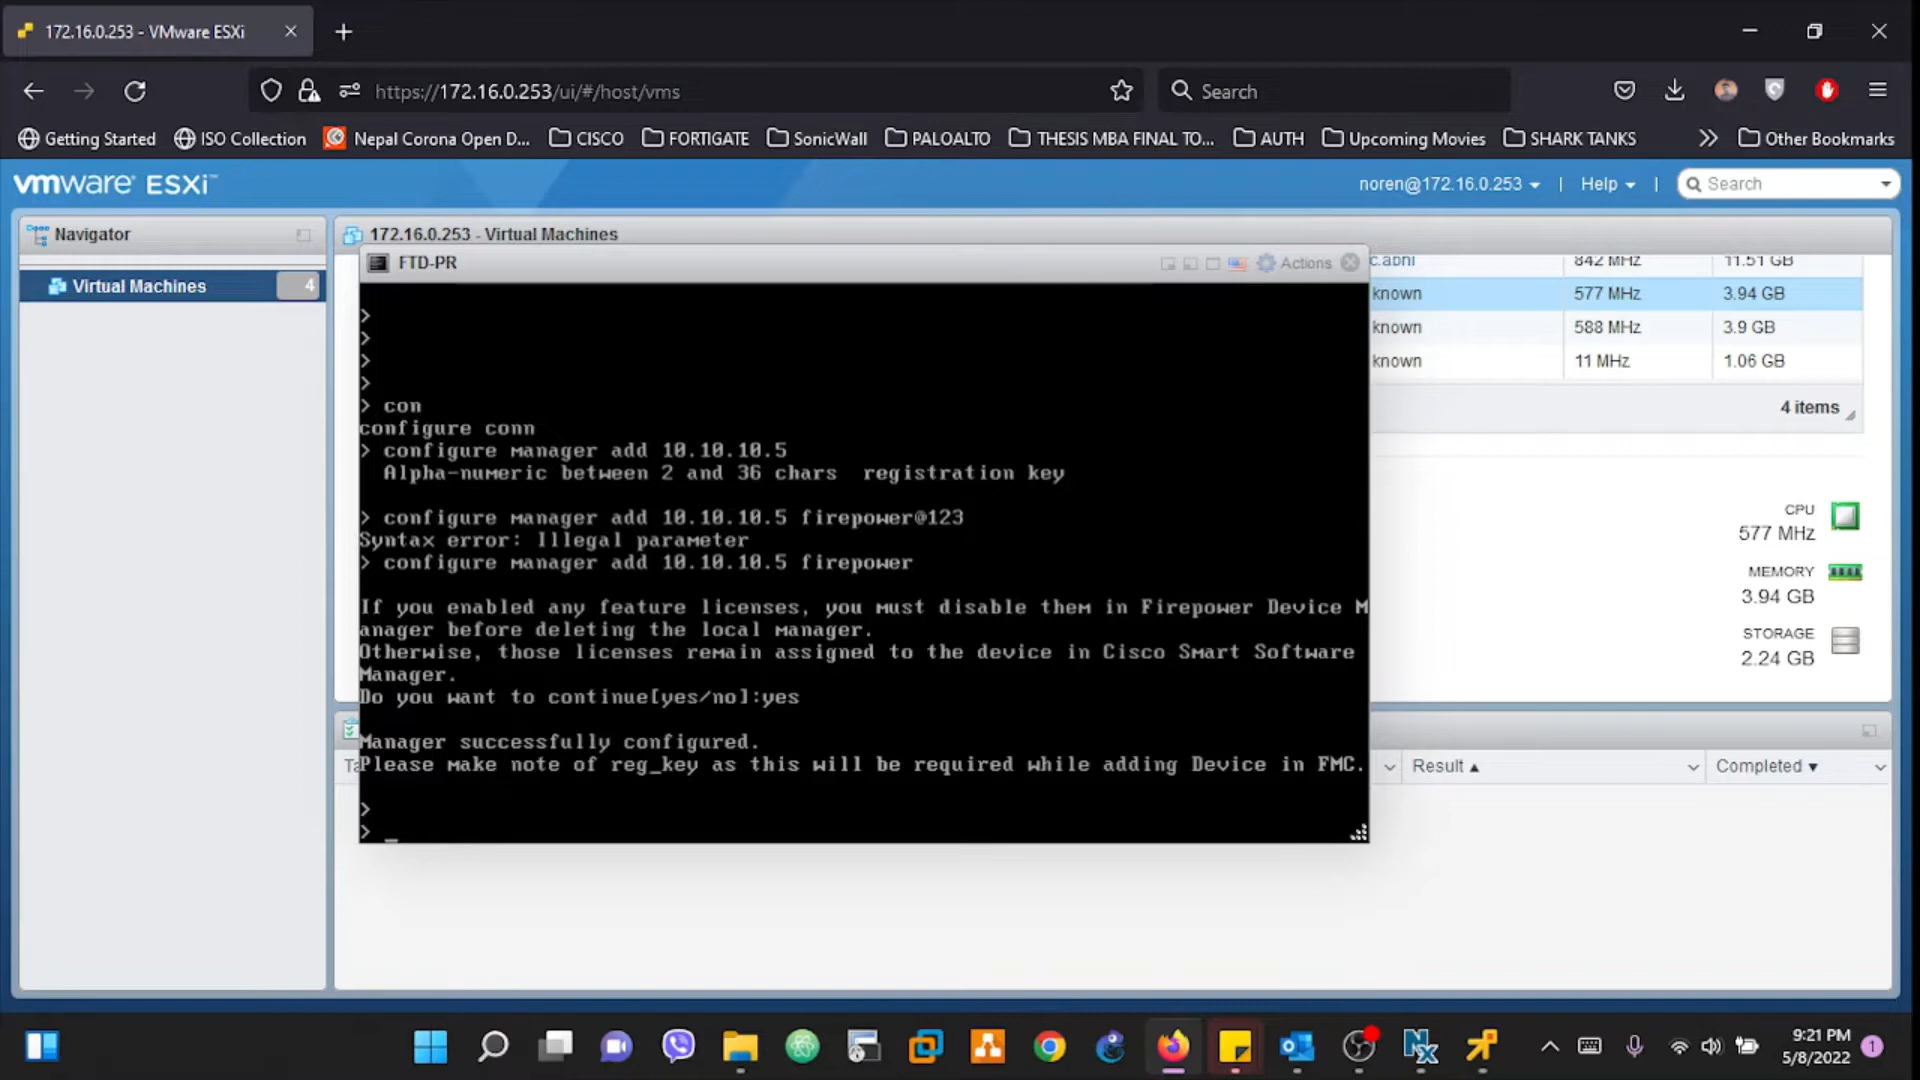 172.16.0.253 - VMware ESXi
https://172.16.0.253/ui/#/host/vms
Search
Getting Started
ISO Collection
Nepal Corona Open D...
CISCO
FORTIGATE
SonicWall
PALOALTO
THESIS MBA FINAL TO...
AUTH
Upcoming Movies
SHARK TANKS
Other Bookmarks
vmware® ESXi™
noren@172.16.0.253 | Help | Search
Navigator
172.16.0.253 - Virtual Machines
Virtual Machines 4
FTD-PR
Actions
c.abhi 842 MHz 11.51 GB
known 577 MHz 3.94 GB
known 588 MHz 3.9 GB
known 11 MHz 1.06 GB
4 items
>
>
>
>
> con
configure conn
> configure manager add 10.10.10.5
Alpha-numeric between 2 and 36 chars registration key
> configure manager add 10.10.10.5 firepower@123
Syntax error: Illegal parameter
> configure manager add 10.10.10.5 firepower
If you enabled any feature licenses, you must disable them in Firepower Device M
anager before deleting the local manager.
Otherwise, those licenses remain assigned to the device in Cisco Smart Software
Manager.
Do you want to continue[yes/no]:yes
Manager successfully configured.
Please make note of reg_key as this will be required while adding Device in FMC.
>
> _
CPU
577 MHz
MEMORY
3.94 GB
STORAGE
2.24 GB
Ta
Result ▲
Completed ▼
9:21 PM
5/8/2022
1